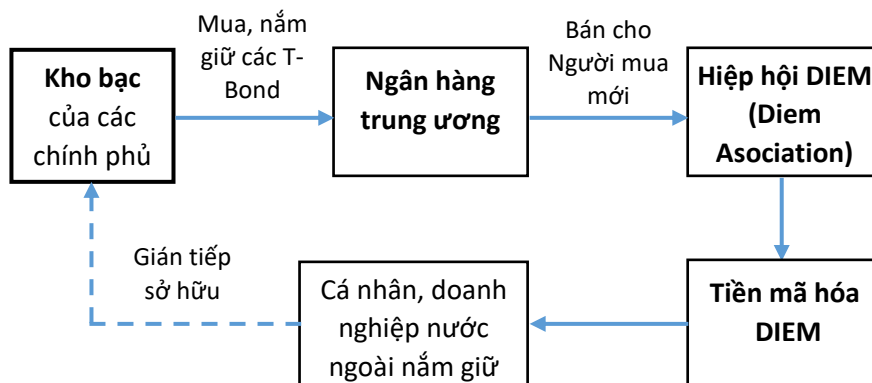 Kho bạc
của các
chính phủ
Mua, nắm
giữ các T-
Bond
Ngân hàng
trung ương
Bán cho
Người mua
mới
Hiệp hội DIEM
(Diem
Asociation)
Gián tiếp
sở hữu
Cá nhân, doanh
nghiệp nước
ngoài nắm giữ
Tiền mã hóa
DIEM